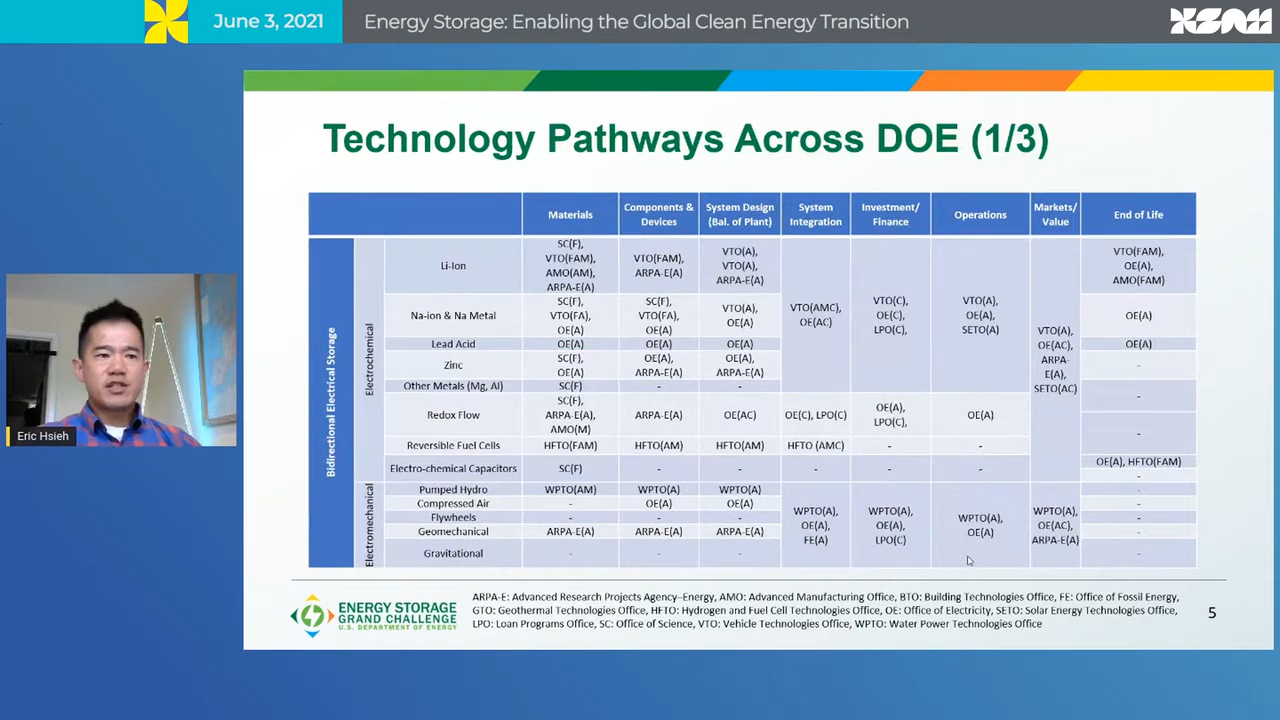 June 3, 2021
Energy Storage: Enabling the Global Clean Energy Transition
Technology Pathways Across DOE (1/3)
Materials
Components &
Devices
System Design
(Bal. of Plant)
System
Integration
Investment/
Finance
Operations
Markets/
Value
End of Life
Bidirectional Electrical Storage
Electrochemical
Li-Ion
SC(F),
VTO(FAM),
AMO(AM),
ARPA-E(A)
VTO(FAM),
ARPA-E(A)
VTO(A),
VTO(A),
ARPA-E(A)
VTO(AMC),
OE(AC)
VTO(C),
OE(C),
LPO(C),
VTO(A),
OE(A),
SETO(A)
VTO(A),
OE(AC),
ARPA-
E(A),
SETO(AC)
VTO(FAM),
OE(A),
AMO(FAM)
Na-ion & Na Metal
SC(F),
VTO(FA),
OE(A)
SC(F),
VTO(FA),
OE(A)
VTO(A),
OE(A)
OE(A)
Lead Acid
OE(A)
OE(A)
OE(A)
OE(A)
Zinc
SC(F),
OE(A)
OE(A),
ARPA-E(A)
OE(A),
ARPA-E(A)
-
Other Metals (Mg, Al)
SC(F)
-
-
-
Redox Flow
SC(F),
ARPA-E(A),
AMO(M)
ARPA-E(A)
OE(AC)
OE(C), LPO(C)
OE(A),
LPO(C),
OE(A)
-
Reversible Fuel Cells
HFTO(FAM)
HFTO(AM)
HFTO(AM)
HFTO (AMC)
-
-
OE(A), HFTO(FAM)
Electro-chemical Capacitors
SC(F)
-
-
-
-
-
-
Electromechanical
Pumped Hydro
WPTO(AM)
WPTO(A)
WPTO(A)
WPTO(A),
OE(A),
FE(A)
WPTO(A),
OE(A),
LPO(C)
WPTO(A),
OE(A)
WPTO(A),
OE(AC),
ARPA-E(A)
-
Compressed Air
-
OE(A)
OE(A)
-
Flywheels
-
-
-
-
Geomechanical
ARPA-E(A)
ARPA-E(A)
ARPA-E(A)
-
Gravitational
-
-
-
-
Eric Hsieh
ENERGY STORAGE
GRAND CHALLENGE
U.S. DEPARTMENT OF ENERGY
ARPA-E: Advanced Research Projects Agency–Energy, AMO: Advanced Manufacturing Office, BTO: Building Technologies Office, FE: Office of Fossil Energy,
GTO: Geothermal Technologies Office, HFTO: Hydrogen and Fuel Cell Technologies Office, OE: Office of Electricity, SETO: Solar Energy Technologies Office,
LPO: Loan Programs Office, SC: Office of Science, VTO: Vehicle Technologies Office, WPTO: Water Power Technologies Office
5